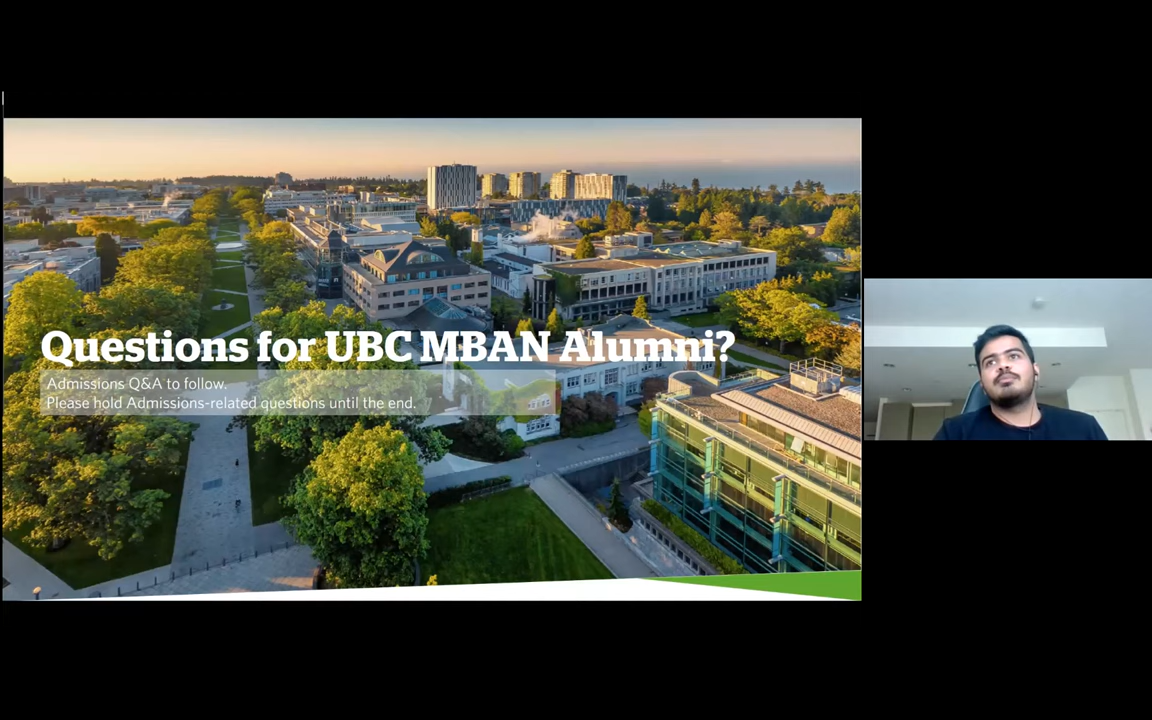 Questions for UBC MBAN Alumni?
Admissions Q&A to follow.
Please hold Admissions-related questions until the end.